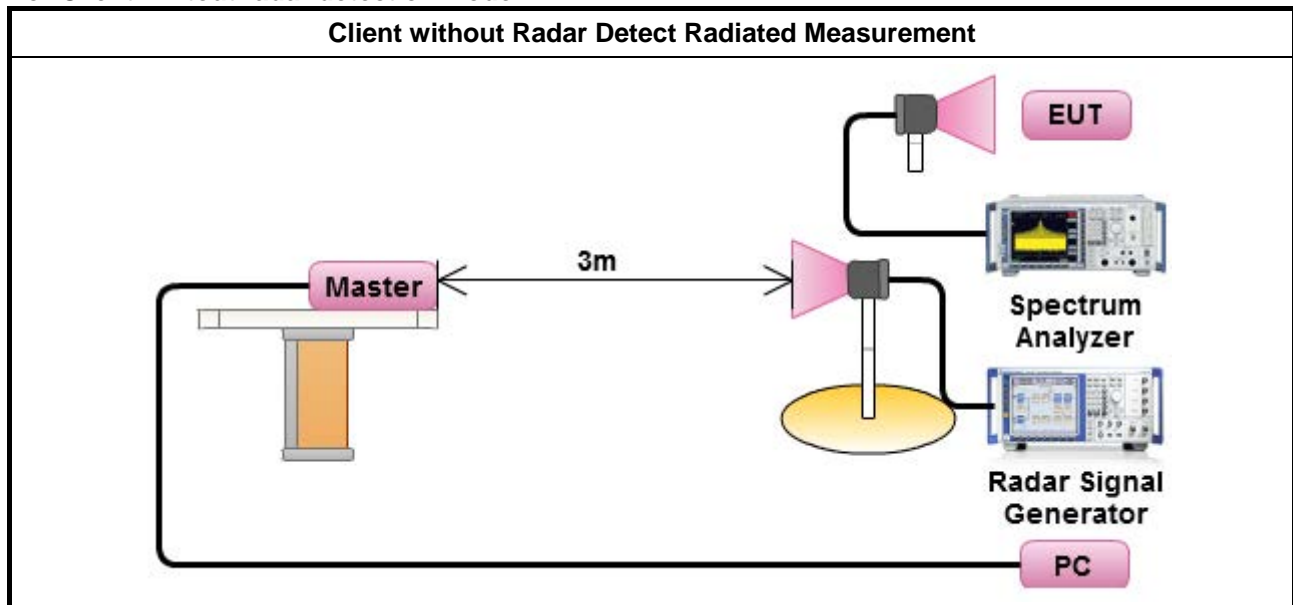 Client without Radar Detect Radiated Measurement
EUT
3m
Master
Spectrum
Analyzer
Radar Signal
Generator
PC